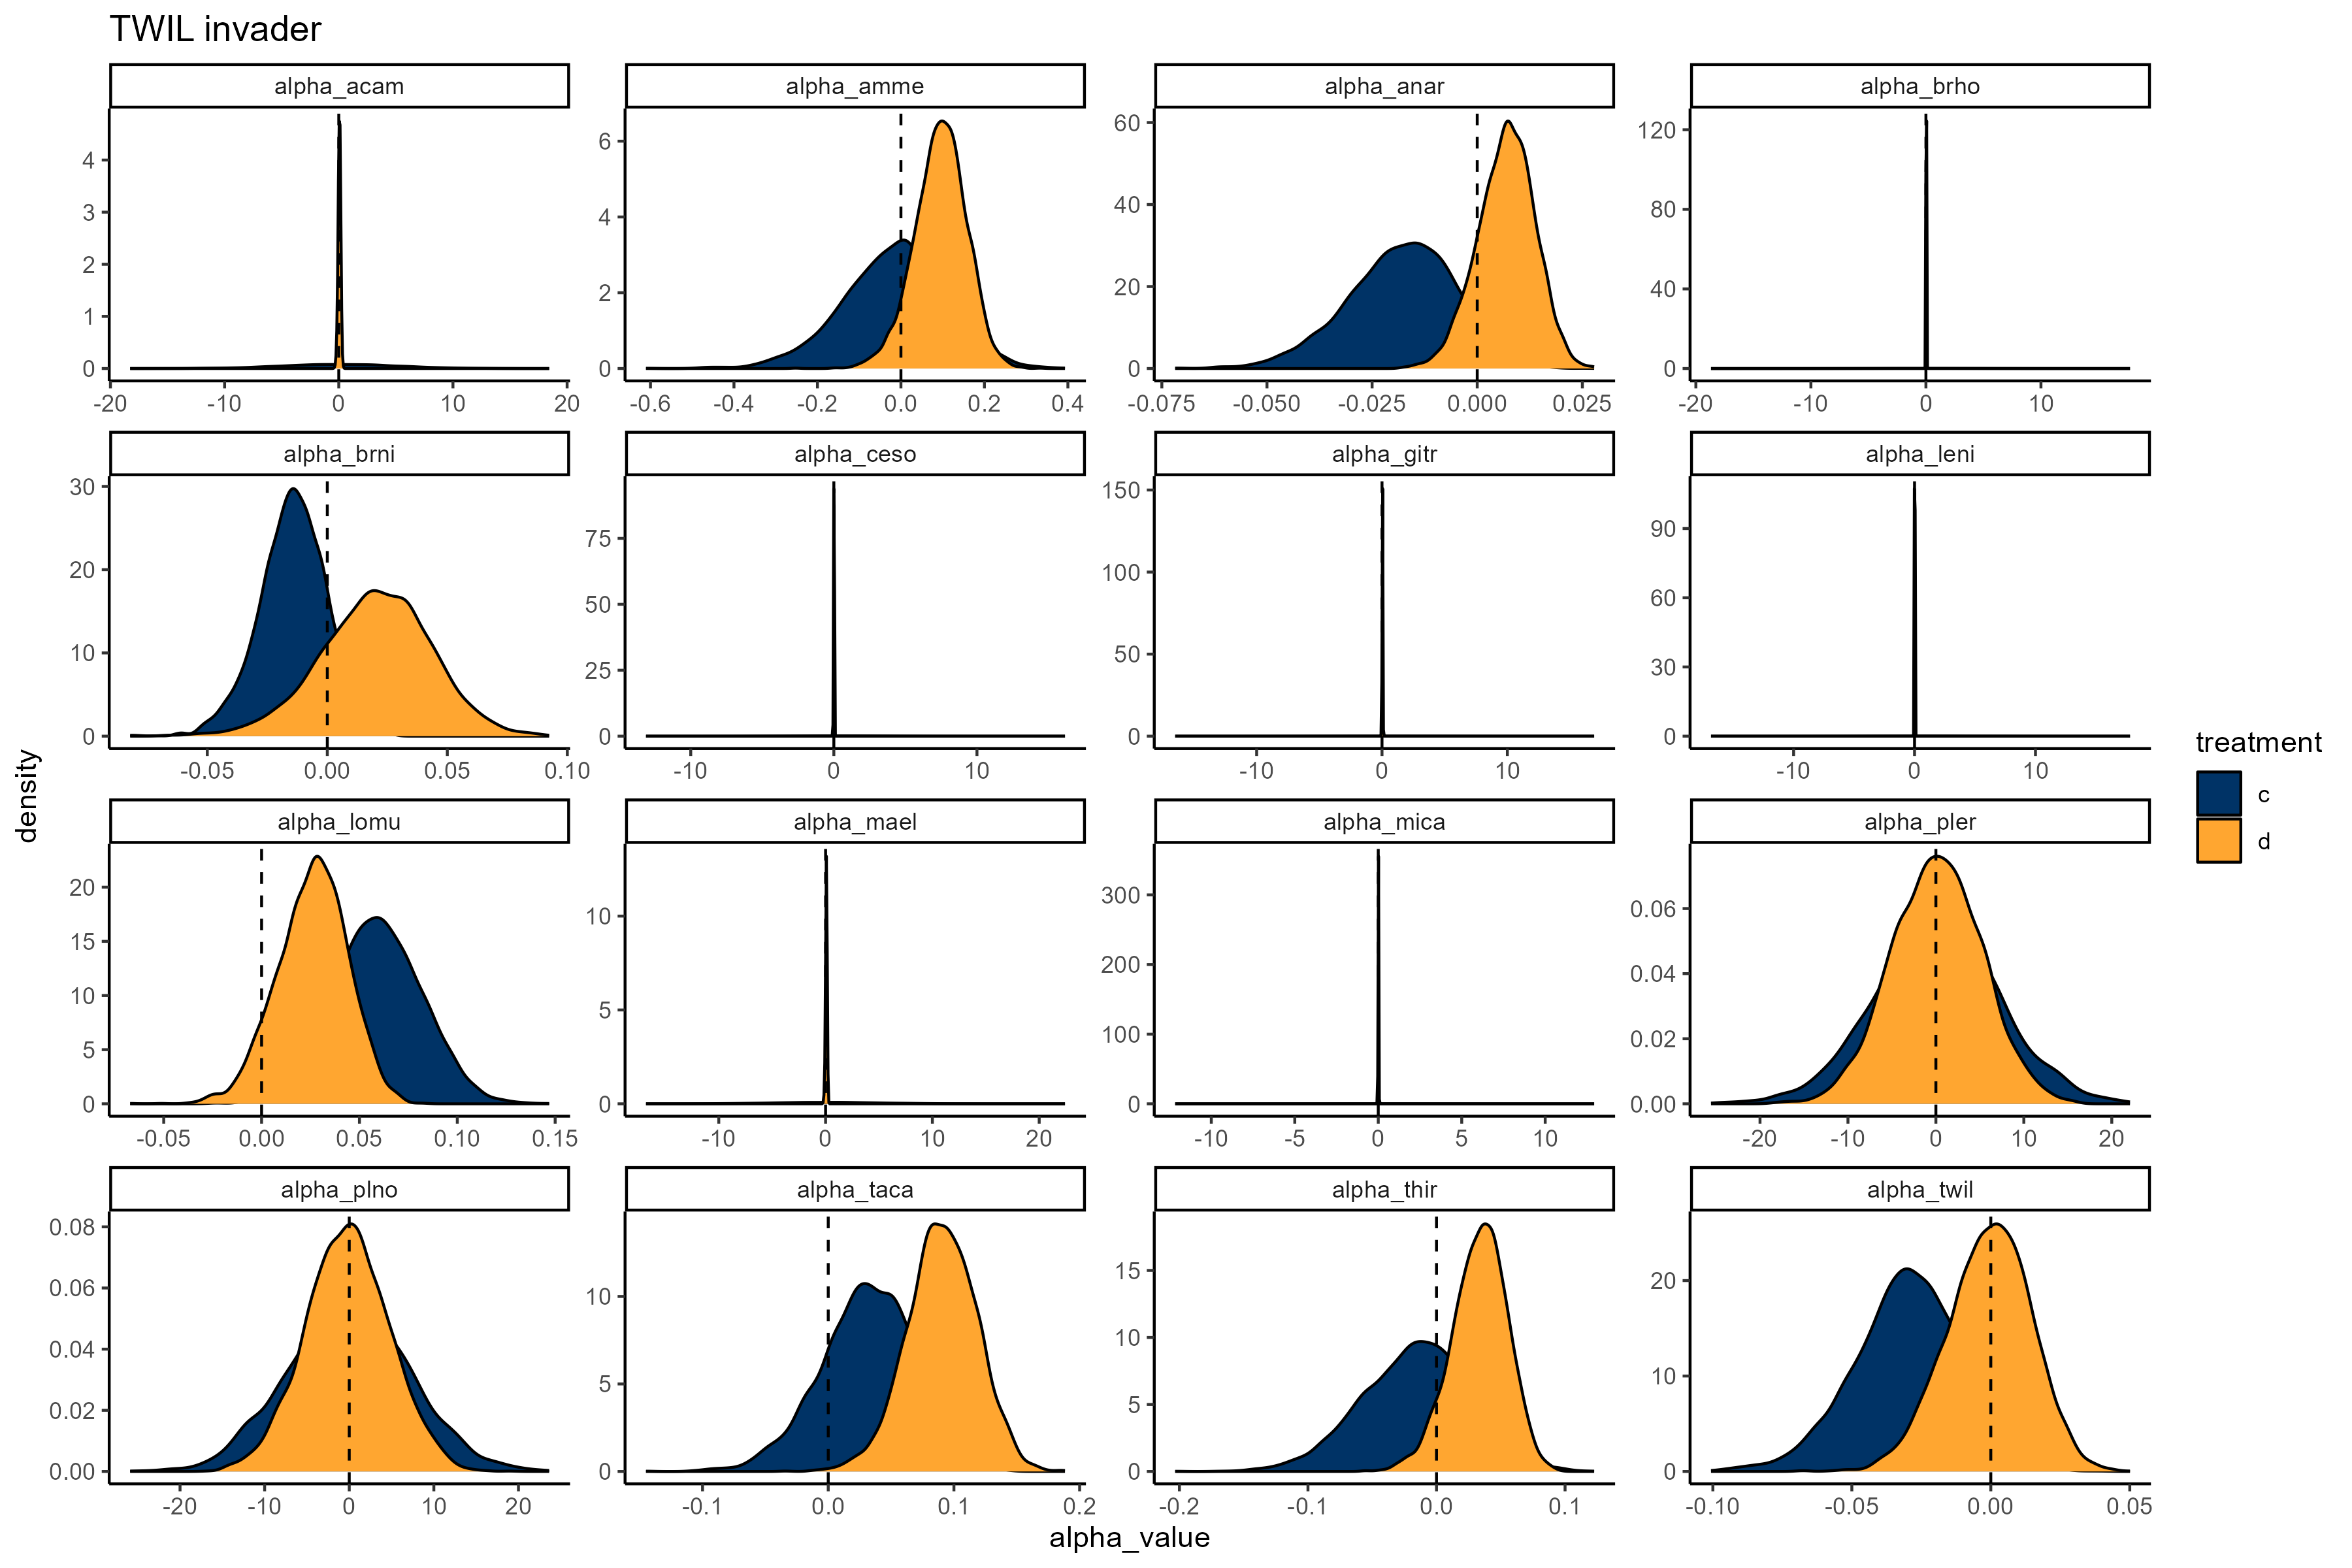 TWIL invader
alpha_acam alpha_amme alpha_anar alpha_brho
4 3 2 1 0
6 4 2 0
60 40 20 0
120 80 40 0
-20 -10 0 10 20
-0.6 -0.4 -0.2 0.0 0.2 0.4
-0.075 -0.050 -0.025 0.000 0.025
-20 -10 0 10
alpha_brni alpha_ceso alpha_gitr alpha_leni
30 20 10 0
75 50 25 0
150 100 50 0
90 60 30 0
-0.05 0.00 0.05 0.10
-10 0 10
-10 0 10
-10 0 10
alpha_lomu alpha_mael alpha_mica alpha_pler
20 15 10 5 0
10 5 0
300 200 100 0
0.06 0.04 0.02 0.00
-0.05 0.00 0.05 0.10 0.15
-10 0 10 20
-10 -5 0 5 10
-20 -10 0 10 20
alpha_plno alpha_taca alpha_thir alpha_twil
0.08 0.06 0.04 0.02 0.00
10 5 0
15 10 5 0
20 10 0
-20 -10 0 10 20
-0.1 0.0 0.1 0.2
-0.2 -0.1 0.0 0.1
-0.10 -0.05 0.00 0.05
density
alpha_value
treatment
c
d